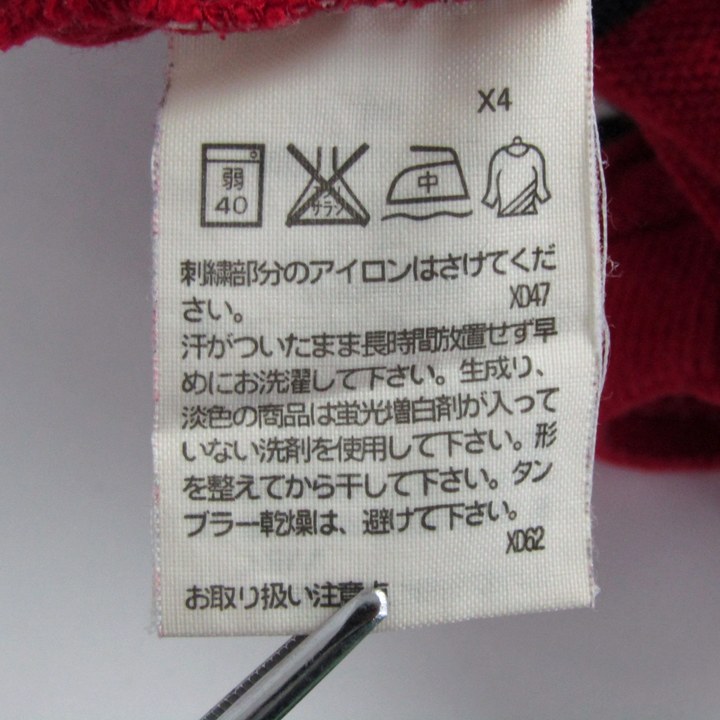 X4
弱
40
エンソ
サラシ
中
刺繍部分のアイロンはさけてくだ
さい。
XD47
汗がついたまま長時間放置せず早
めにお洗濯して下さい。生成り、
淡色の商品は蛍光増白剤が入って
いない洗剤を使用して下さい。形
を整えてから干して下さい。タン
ブラー乾燥は、避けて下さい。
XD62
お取り扱い注意点